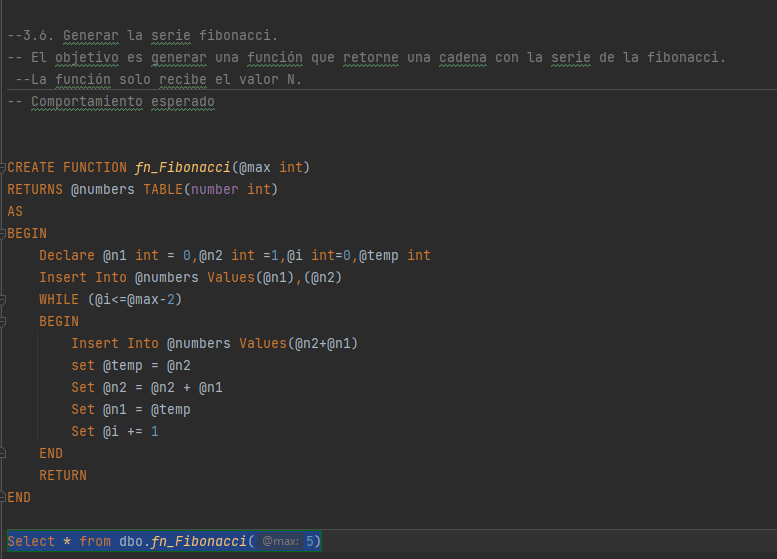 --3.6. Generar la serie fibonacci.
-- El objetivo es generar una función que retorne una cadena con la serie de la fibonacci.
--La función solo recibe el valor N.
-- Comportamiento esperado
CREATE FUNCTION fn_Fibonacci(@max int)
RETURNS @numbers TABLE(number int)
AS
BEGIN
Declare @n1 int = 0,@n2 int =1,@i int=0,@temp int
Insert Into @numbers Values(@n1),(@n2)
WHILE (@i<=@max-2)
BEGIN
Insert Into @numbers Values(@n2+@n1)
set @temp = @n2
Set @n2 = @n2 + @n1
Set @n1 = @temp
Set @i += 1
END
RETURN
END
Select * from dbo.fn_Fibonacci( @max: 5)